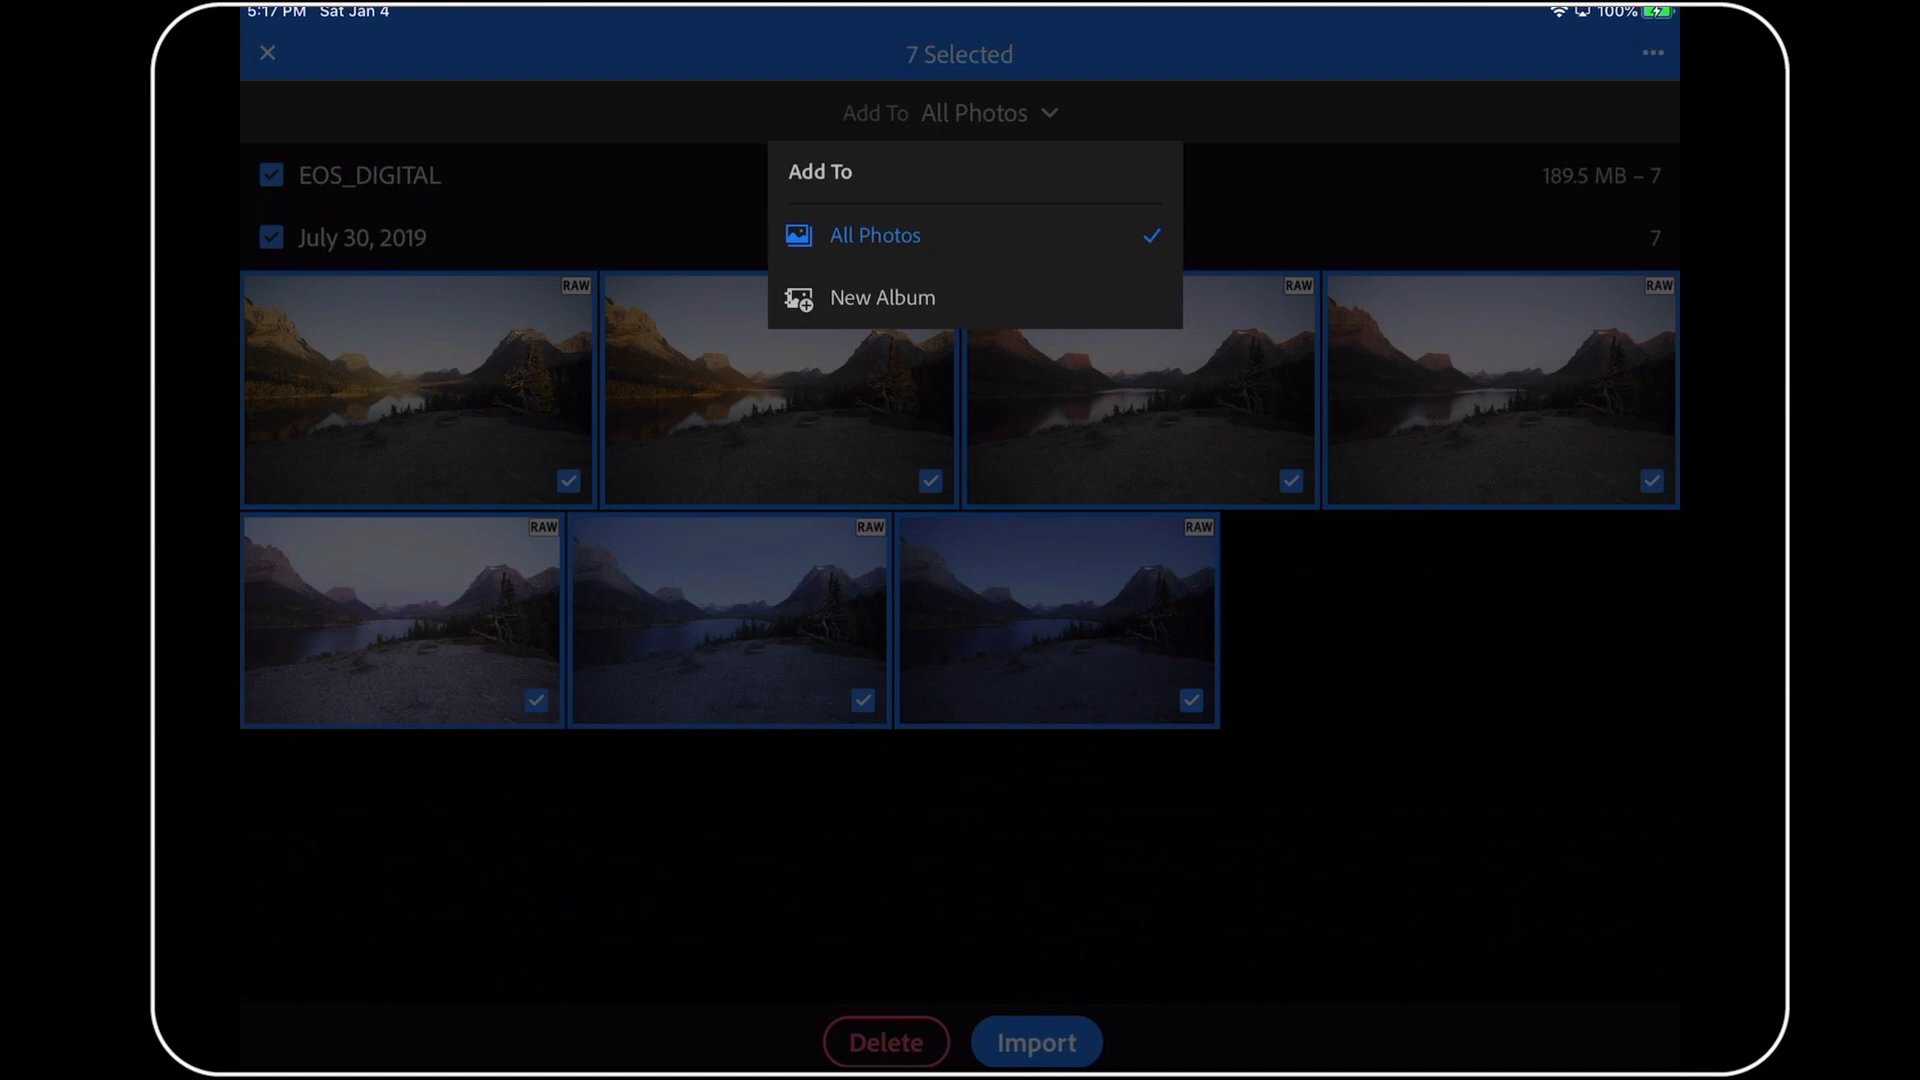 5:17 PM Sat Jan 4 100%
7 Selected
Add To All Photos
EOS_DIGITAL 189.5 MB – 7
July 30, 2019 7
Add To
All Photos
New Album
RAW RAW RAW
RAW RAW RAW
Delete Import